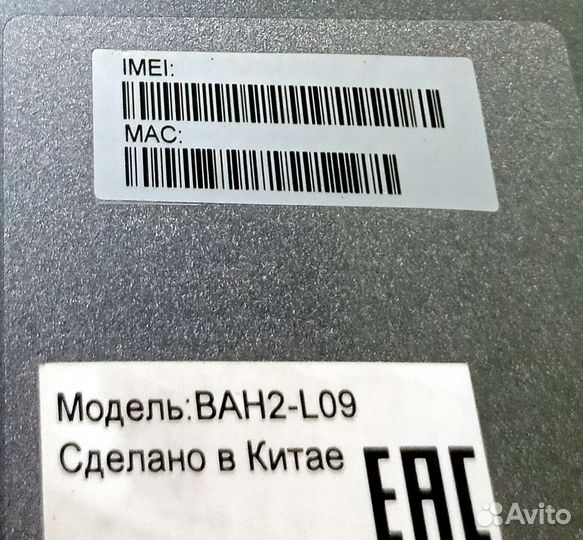 IMEI:
MAC:
Модель:BAH2-L09
Сделано в Китае
EAC
Avito